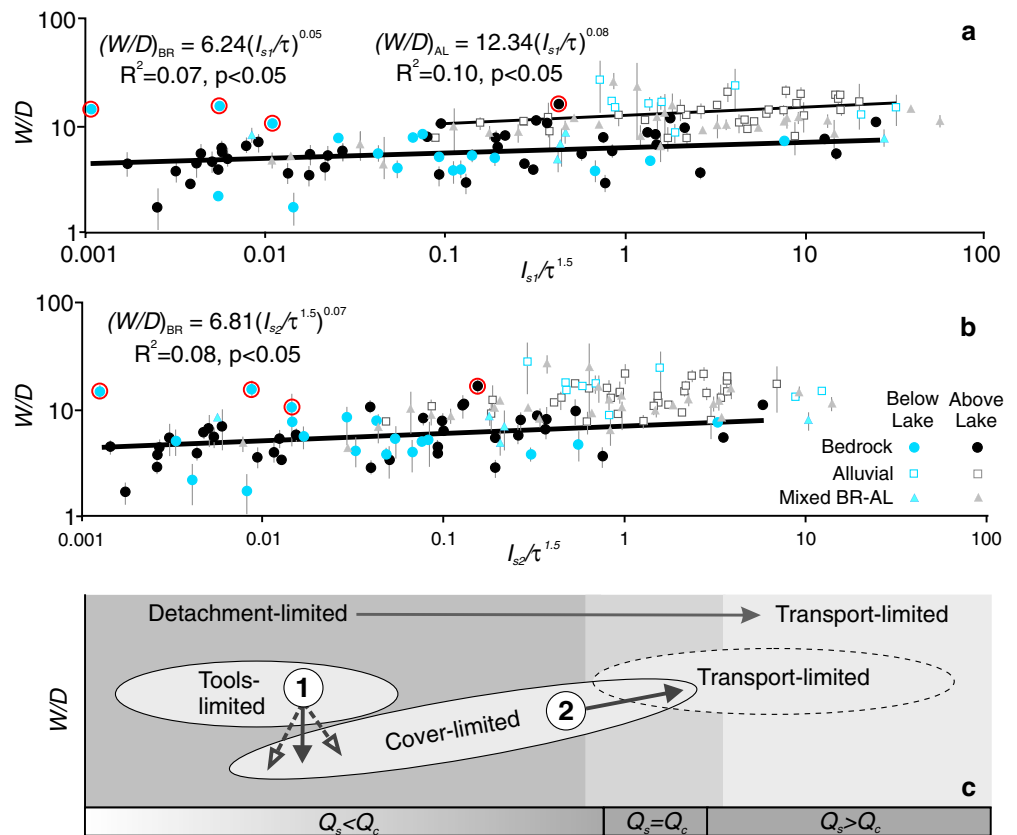 100
10
1
W/D
a
(W/D)BR = 6.24(Is1/τ)^0.05
R²=0.07, p<0.05
(W/D)AL = 12.34(Is1/τ)^0.08
R²=0.10, p<0.05
0.001 0.01 0.1 1 10 100
Is1/τ^1.5
100
10
1
W/D
b
(W/D)BR = 6.81(Is2/τ^1.5)^0.07
R²=0.08, p<0.05
Below Lake
Above Lake
Bedrock
Alluvial
Mixed BR-AL
0.001 0.01 0.1 1 10 100
Is2/τ^1.5
W/D
Detachment-limited
Transport-limited
Tools-
limited
1
Cover-limited
2
Transport-limited
c
Qs<Qc Qs=Qc Qs>Qc